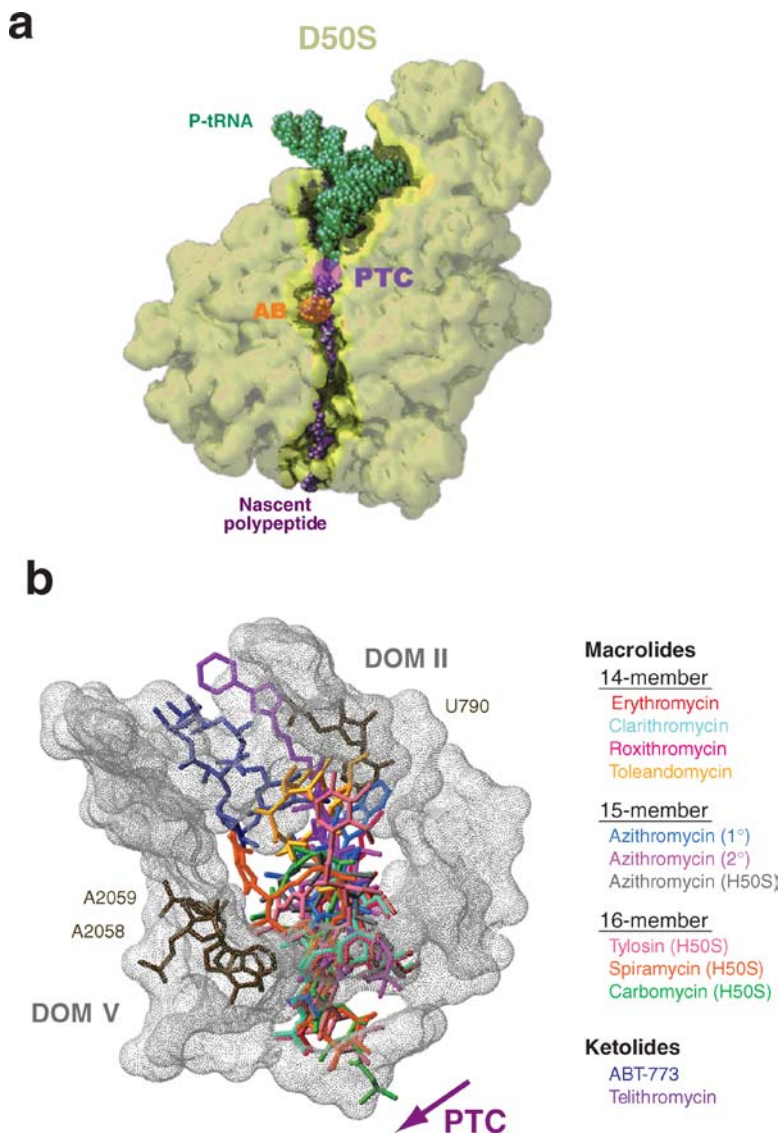 a
D50S
P-tRNA
PTC
AB
Nascent
polypeptide
b
DOM II
U790
A2059
A2058
DOM V
PTC
Macrolides
14-member
Erythromycin
Clarithromycin
Roxithromycin
Toleandomycin
15-member
Azithromycin (1°)
Azithromycin (2°)
Azithromycin (H50S)
16-member
Tylosin (H50S)
Spiramycin (H50S)
Carbomycin (H50S)
Ketolides
ABT-773
Telithromycin